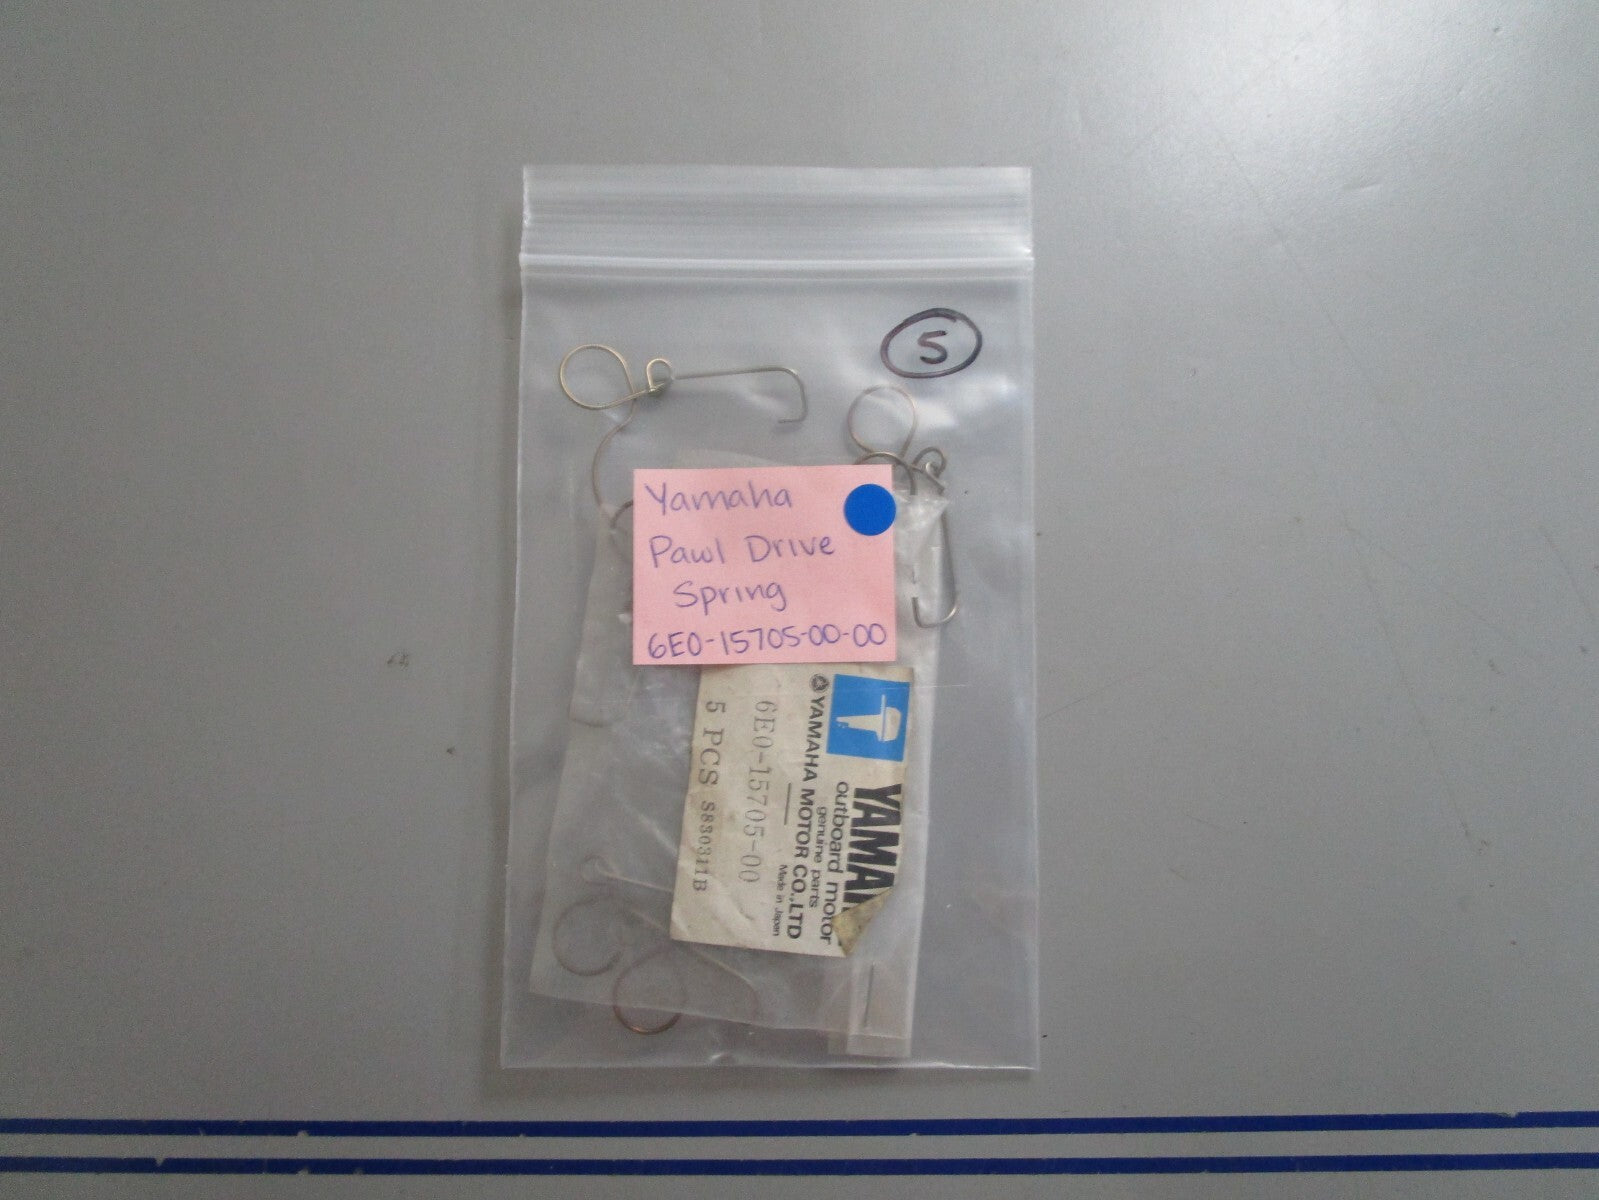 5
Yamaha
Pawl Drive
Spring
6E0-15705-00-00
outboard motor
genuine parts
YAMAHA MOTOR CO.,LTD
Made in Japan
6E0-15705-00
5 PCS S830311B